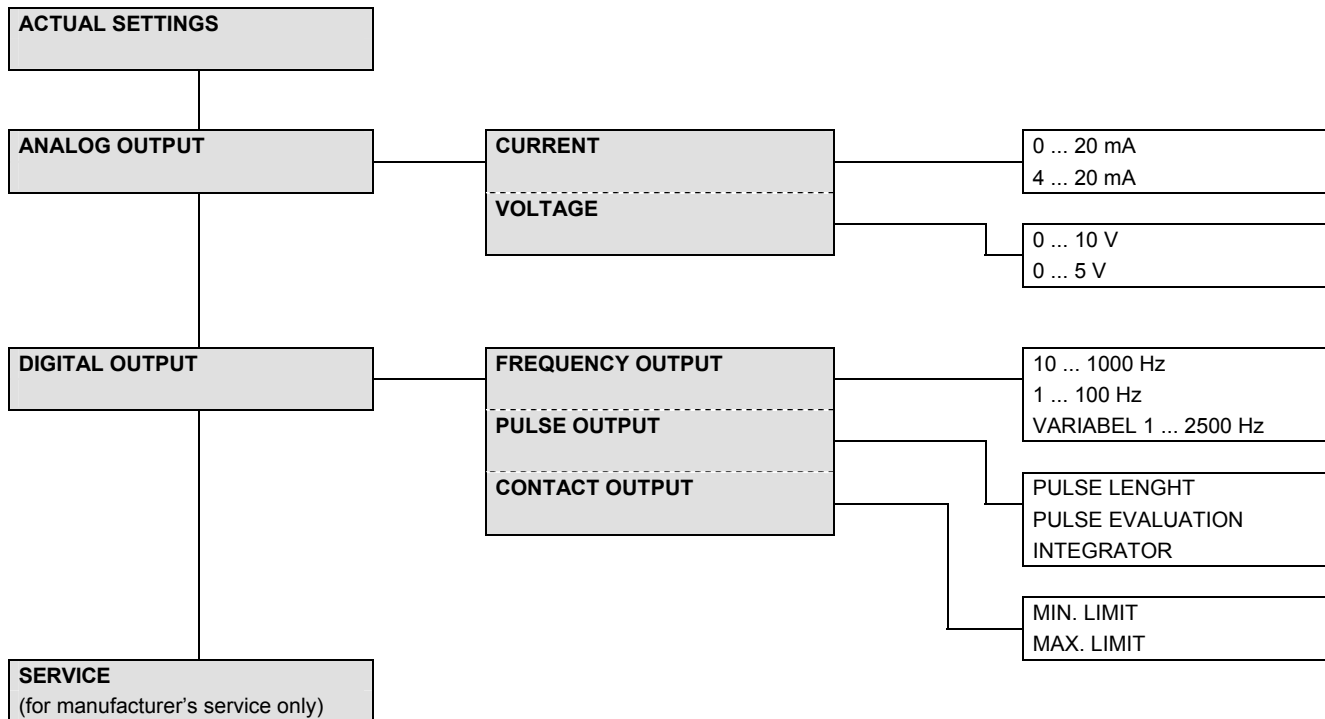 ACTUAL SETTINGS
ANALOG OUTPUT
CURRENT
0 ... 20 mA
4 ... 20 mA
VOLTAGE
0 ... 10 V
0 ... 5 V
DIGITAL OUTPUT
FREQUENCY OUTPUT
10 ... 1000 Hz
1 ... 100 Hz
VARIABEL 1 ... 2500 Hz
PULSE OUTPUT
PULSE LENGHT
PULSE EVALUATION
INTEGRATOR
CONTACT OUTPUT
MIN. LIMIT
MAX. LIMIT
SERVICE
(for manufacturer's service only)